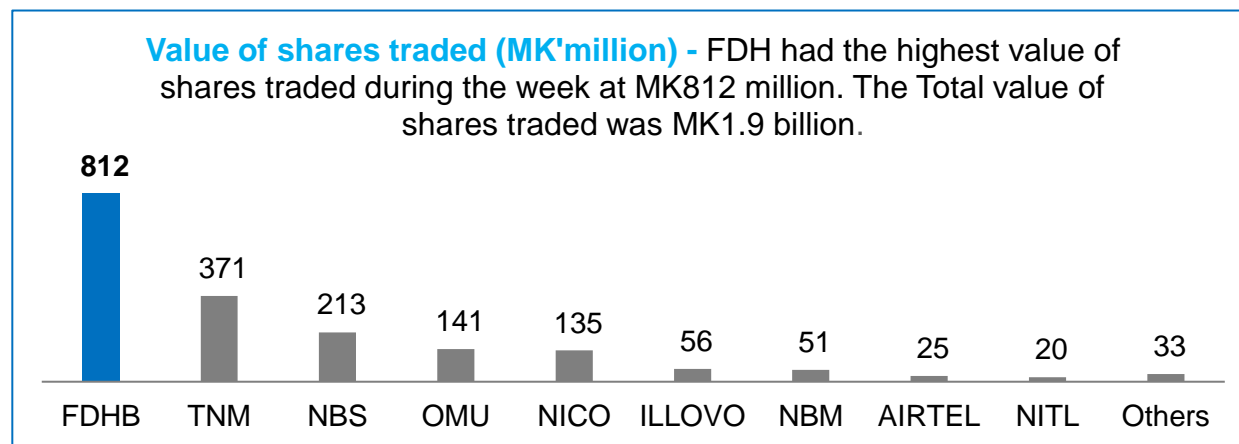 Value of shares traded (MK'million) - FDH had the highest value of
shares traded during the week at MK812 million. The Total value of
shares traded was MK1.9 billion.
812
371
213
141
135
56
51
25
20
33
FDHB
TNM
NBS
OMU
NICO
ILLOVO
NBM
AIRTEL
NITL
Others